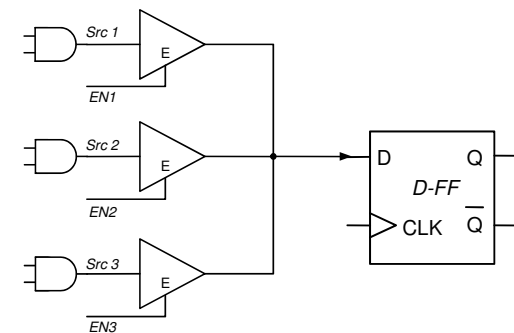 Src 1
E
EN1
Src 2
E
EN2
Src 3
E
EN3
D Q
D-FF
CLK Q